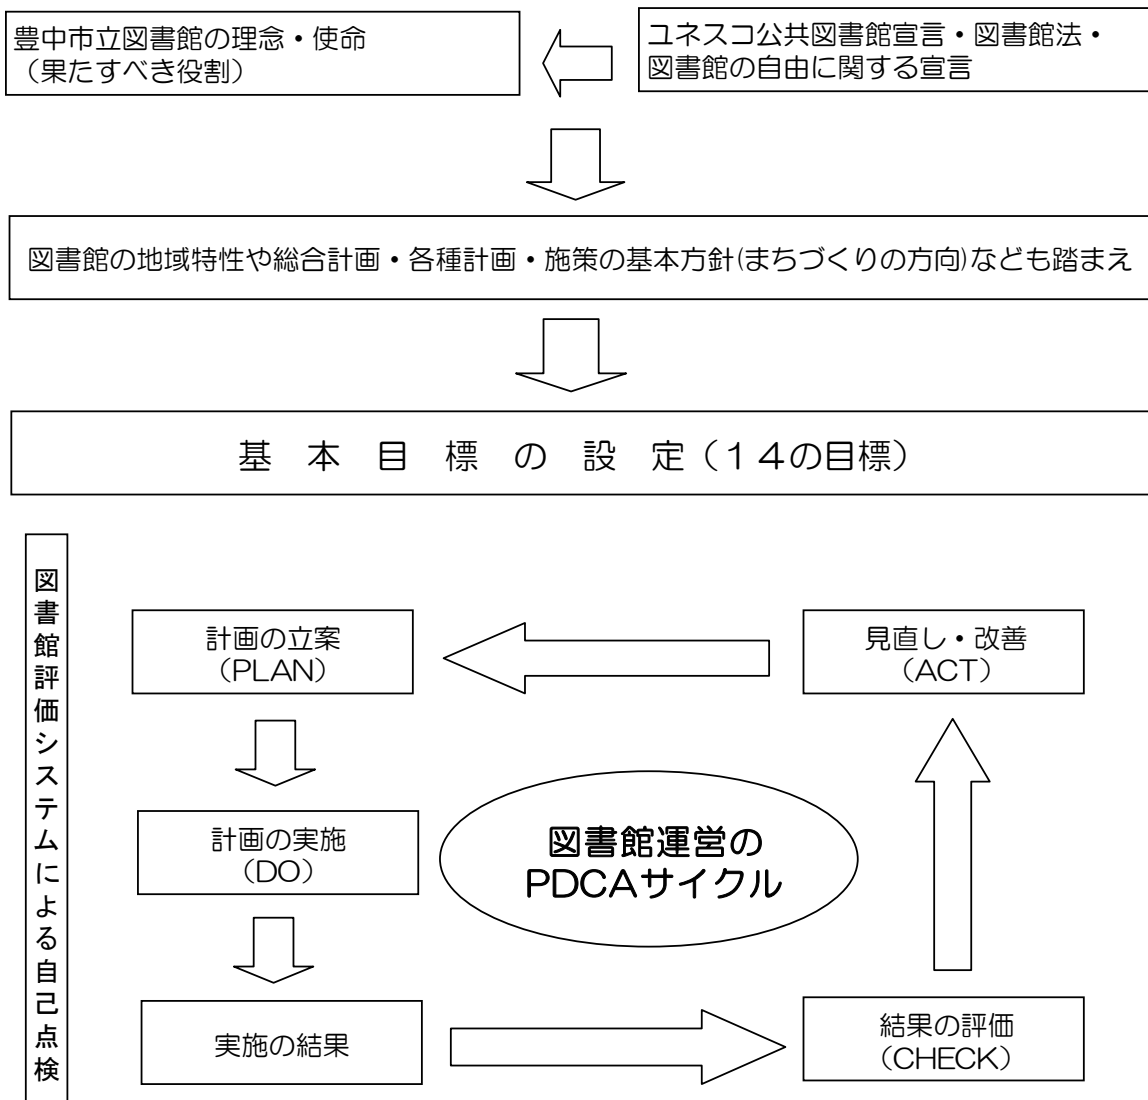 豊中市立図書館の理念・使命
（果たすべき役割）
ユネスコ公共図書館宣言・図書館法・
図書館の自由に関する宣言
図書館の地域特性や総合計画・各種計画・施策の基本方針(まちづくりの方向)なども踏まえ
基本目標の設定（１４の目標）
図書館評価システムによる自己点検
計画の立案
（PLAN）
見直し・改善
（ACT）
計画の実施
（DO）
図書館運営の
PDCAサイクル
実施の結果
結果の評価
（CHECK）